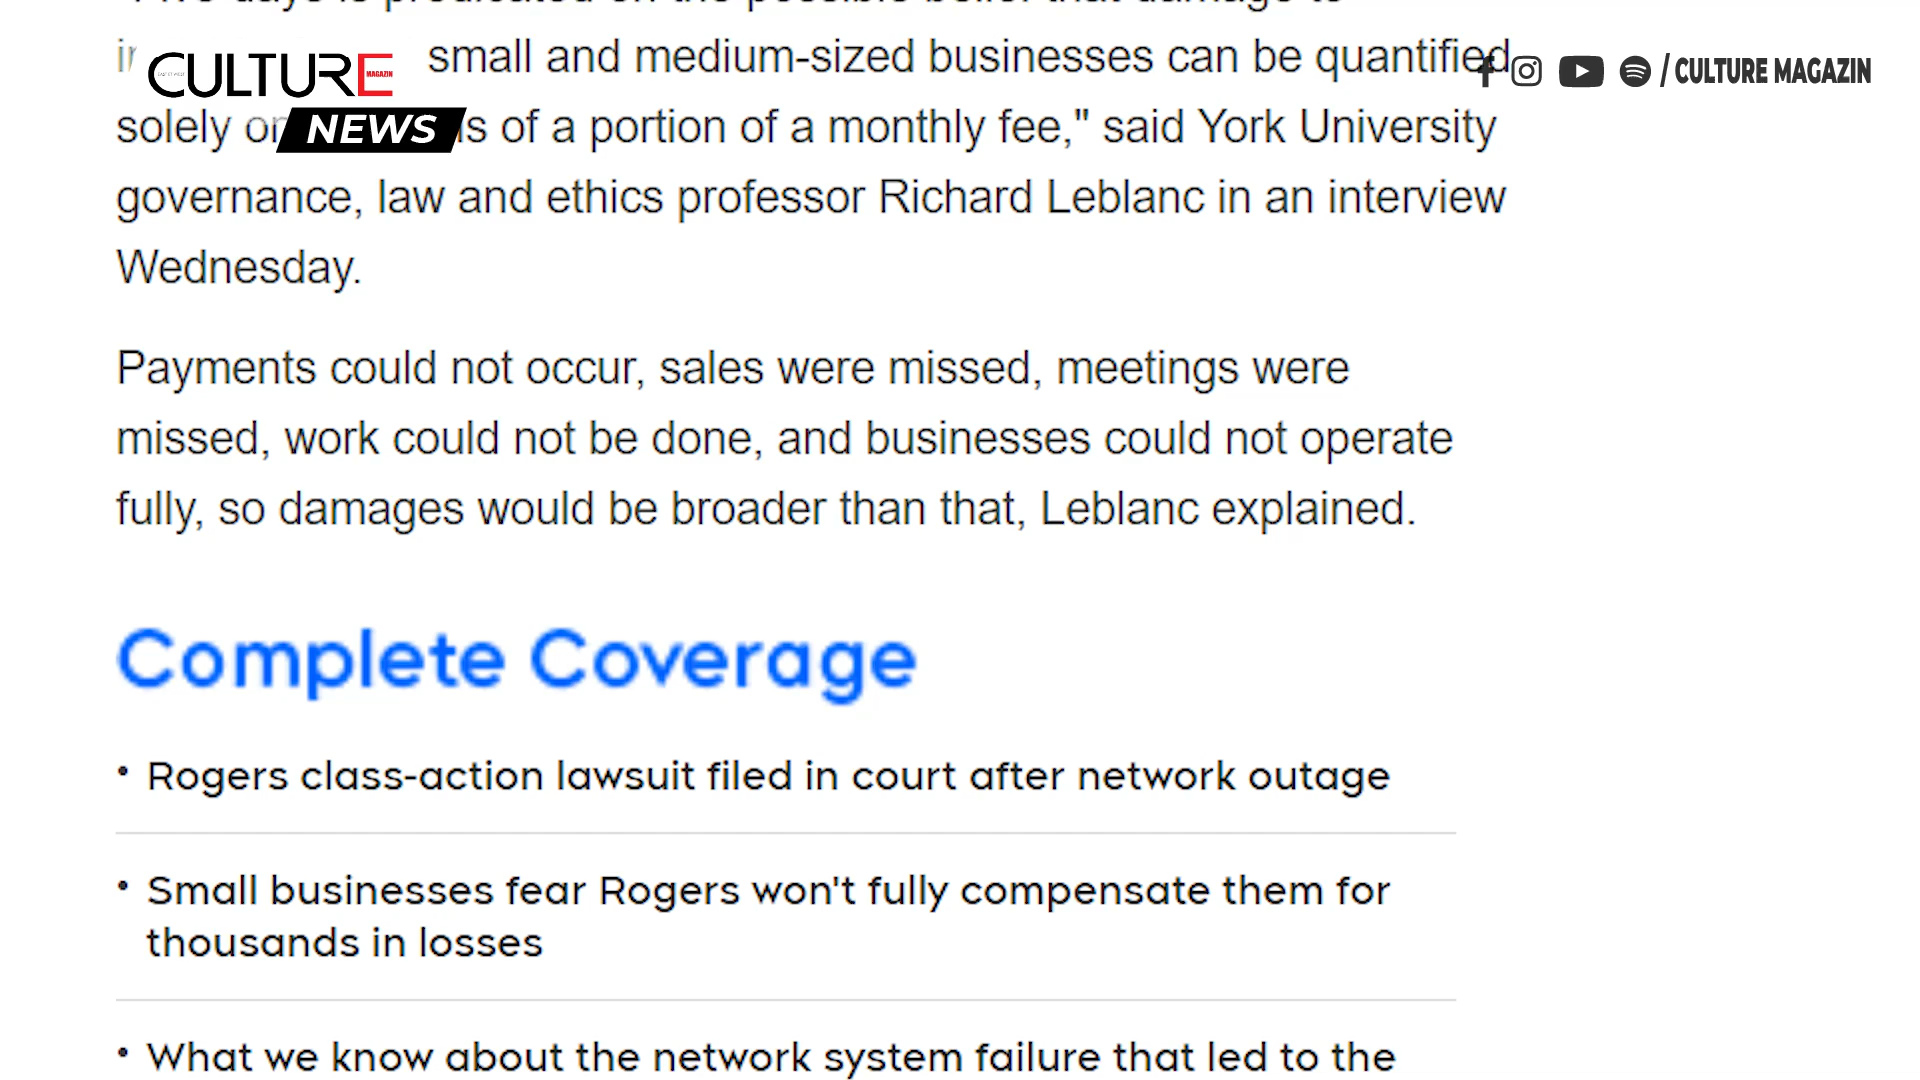 small and medium-sized businesses can be quantified
solely is of a portion of a monthly fee," said York University
governance, law and ethics professor Richard Leblanc in an interview
Wednesday.
Payments could not occur, sales were missed, meetings were
missed, work could not be done, and businesses could not operate
fully, so damages would be broader than that, Leblanc explained.
Complete Coverage
• Rogers class-action lawsuit filed in court after network outage
• Small businesses fear Rogers won't fully compensate them for
thousands in losses
• What we know about the network system failure that led to the
CULTURE
MAGAZIN
NEWS
/ CULTURE MAGAZIN